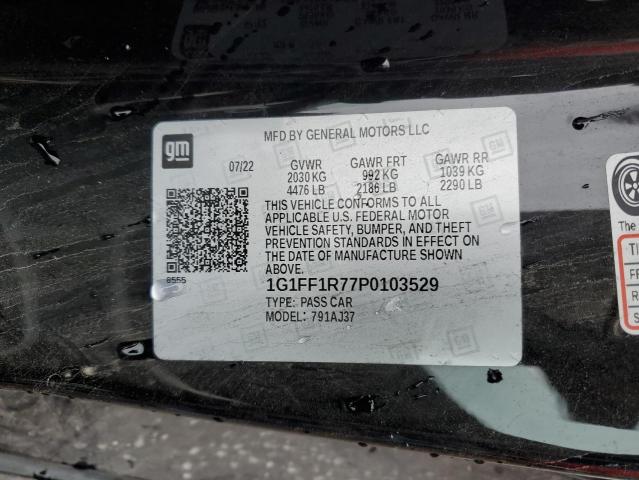 gm
MFD BY GENERAL MOTORS LLC
07/22 GVWR GAWR FRT GAWR RR
2030 KG 992 KG 1039 KG
4476 LB 2186 LB 2290 LB
THIS VEHICLE CONFORMS TO ALL
APPLICABLE U.S. FEDERAL MOTOR
VEHICLE SAFETY, BUMPER, AND THEFT
PREVENTION STANDARDS IN EFFECT ON
THE DATE OF MANUFACTURE SHOWN
ABOVE.
8555
1G1FF1R77P0103529
TYPE: PASS CAR
MODEL: 791AJ37